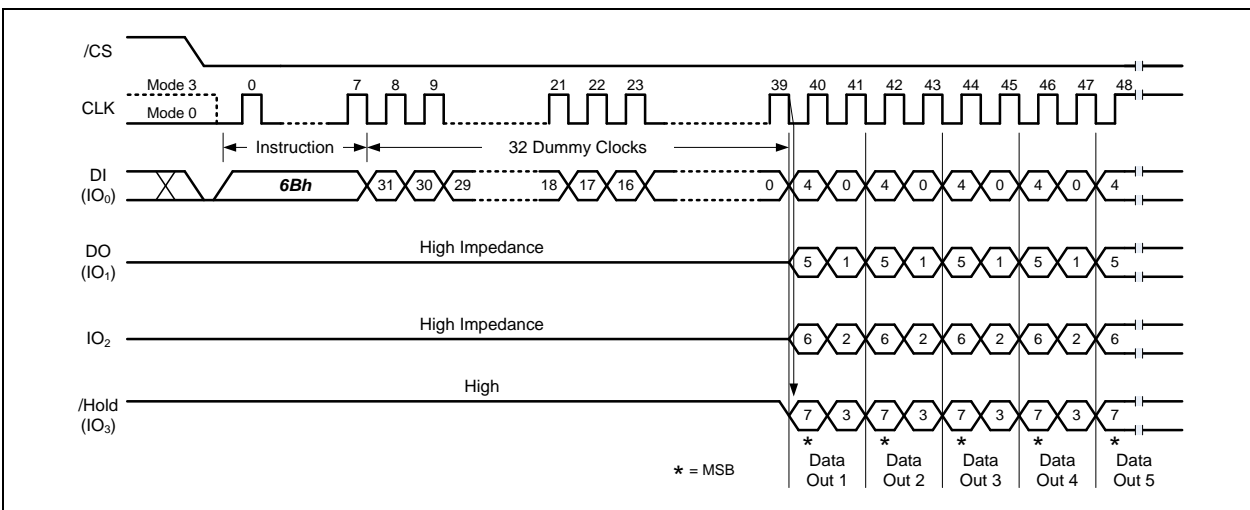 /CS
Mode 3 0 7 8 9 21 22 23 39 40 41 42 43 44 45 46 47 48
CLK
Mode 0
Instruction 32 Dummy Clocks
DI
(IO0)
6Bh 31 30 29 18 17 16 0 4 0 4 0 4 0 4 0 4
High Impedance
DO
(IO1)
5 1 5 1 5 1 5 1 5
High Impedance
IO2
6 2 6 2 6 2 6 2 6
High
/Hold
(IO3)
7 3 7 3 7 3 7 3 7
* * * * *
* = MSB
Data Out 1
Data Out 2
Data Out 3
Data Out 4
Data Out 5